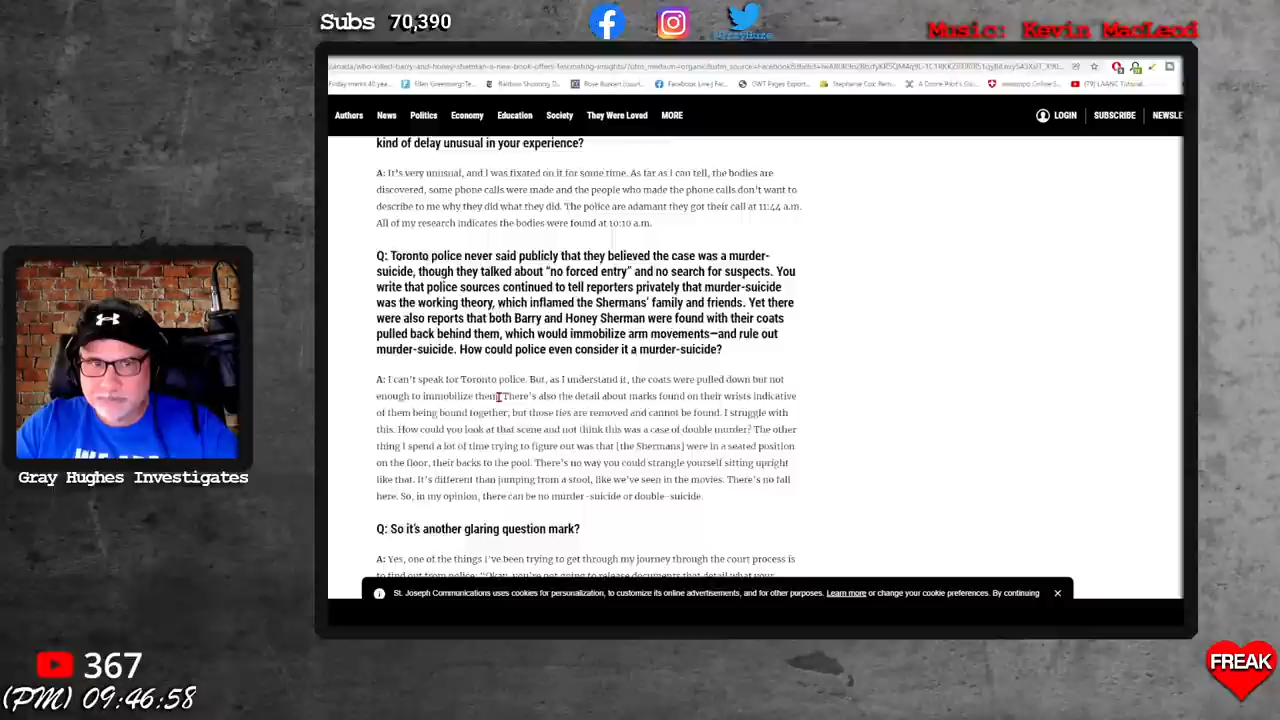 Subs 70,390
Music: Kevin MacLeod
Authors News Politics Economy Education Society They Were Loved MORE LOGIN SUBSCRIBE NEWSLE
kind of delay unusual in your experience?
A: It's very unusual, and I was fixated on it for some time. As far as I can tell, the bodies are
discovered, some phone calls were made and the people who made the phone calls don't want to
describe to me why they did what they did. The police are adamant they got their call at 11:44 a.m.
All of my research indicates the bodies were found at 10:10 a.m.
Q: Toronto police never said publicly that they believed the case was a murder-
suicide, though they talked about "no forced entry" and no search for suspects. You
write that police sources continued to tell reporters privately that murder-suicide
was the working theory, which inflamed the Shermans' family and friends. Yet there
were also reports that both Barry and Honey Sherman were found with their coats
pulled back behind them, which would immobilize arm movements—and rule out
murder-suicide. How could police even consider it a murder-suicide?
A: I can't speak for Toronto police. But, as I understand it, the coats were pulled down but not
enough to immobilize them. There's also the detail about marks found on their wrists indicative
of them being bound together, but those ties are removed and cannot be found. I struggle with
this. How could you look at that scene and not think this was a case of double murder? The other
thing I spend a lot of time trying to figure out was that [the Shermans] were in a seated position
on the floor, their backs to the pool. There's no way you could strangle yourself sitting upright
like that. It's different than jumping from a stool, like we've seen in the movies. There's no fall
here. So, in my opinion, there can be no murder-suicide or double-suicide.
Q: So it's another glaring question mark?
A: Yes, one of the things I've been trying to get through my journey through the court process is
to find out from police: "Okay, you're not going to release documents that detail what your
St. Joseph Communications uses cookies for personalization, to customize its online advertisements, and for other purposes. Learn more or change your cookie preferences. By continuing
Gray Hughes Investigates
367
(PM) 09:46:58
FREAK